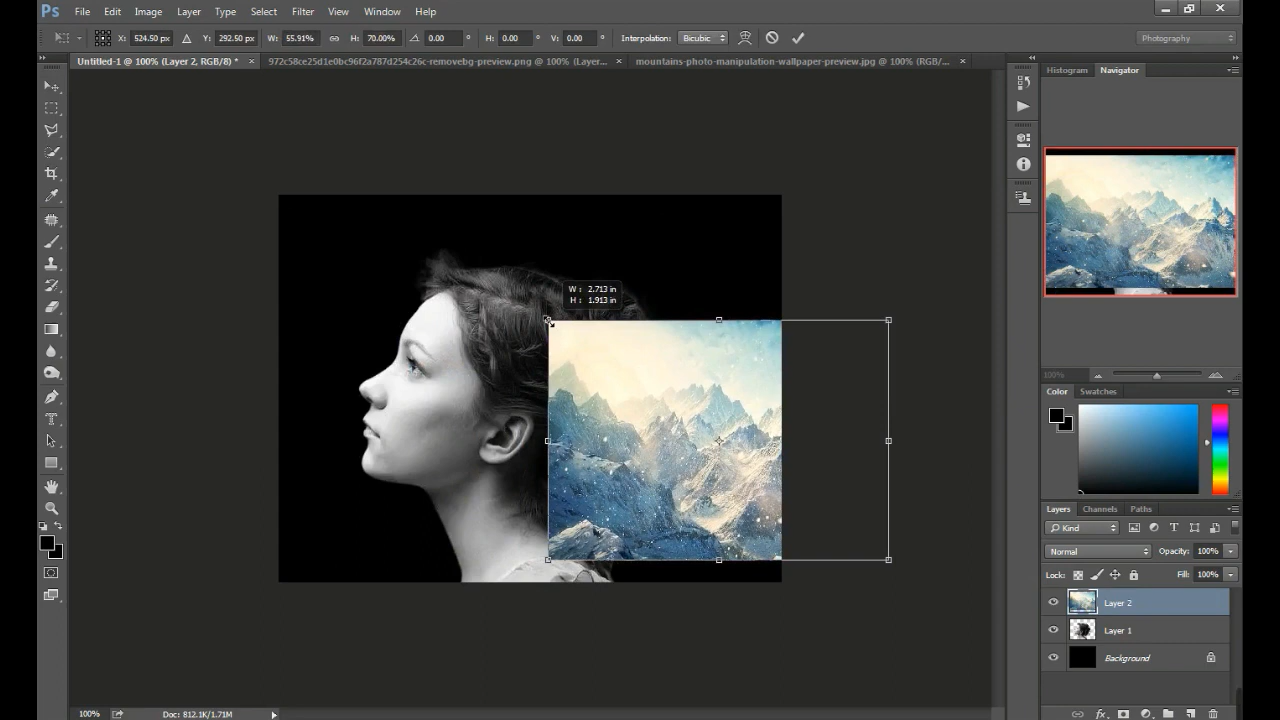 Ps File Edit Image Layer Type Select Filter View Window Help
X: 524.50 px Y: 292.50 px W: 55.91% H: 70.00% 0.00 ° H: 0.00 ° V: 0.00 ° Interpolation: Bicubic Photography
Untitled-1 @ 100% (Layer 2, RGB/8) * × 972c58ce25d1e0bc96f2a787d254c26c-removebg-preview.png @ 100% (Layer... × mountains-photo-manipulation-wallpaper-preview.jpg @ 100% (RGB/... ×
Histogram Navigator
W : 2.713 in
H : 1.913 in
100%
Color Swatches
Layers Channels Paths
Kind
Normal Opacity: 100%
Lock: Fill: 100%
Layer 2
Layer 1
Background
100% Doc: 812.1K/1.71M